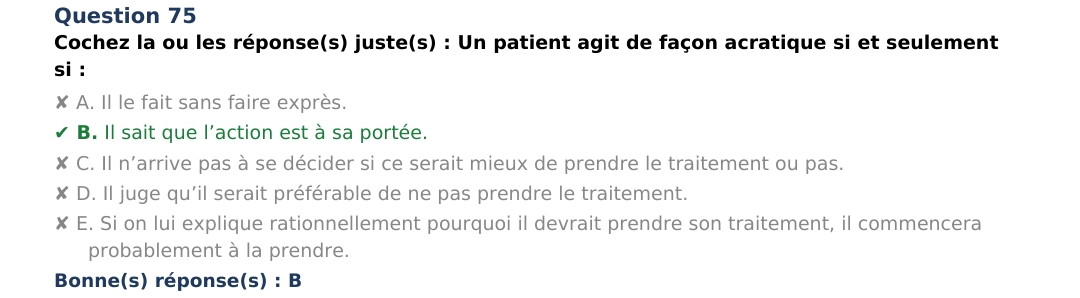 Question 75
Cochez la ou les réponse(s) juste(s) : Un patient agit de façon acratique si et seulement
si :
✘ A. Il le fait sans faire exprès.
✔ B. Il sait que l’action est à sa portée.
✘ C. Il n’arrive pas à se décider si ce serait mieux de prendre le traitement ou pas.
✘ D. Il juge qu’il serait préférable de ne pas prendre le traitement.
✘ E. Si on lui explique rationnellement pourquoi il devrait prendre son traitement, il commencera
probablement à la prendre.
Bonne(s) réponse(s) : B